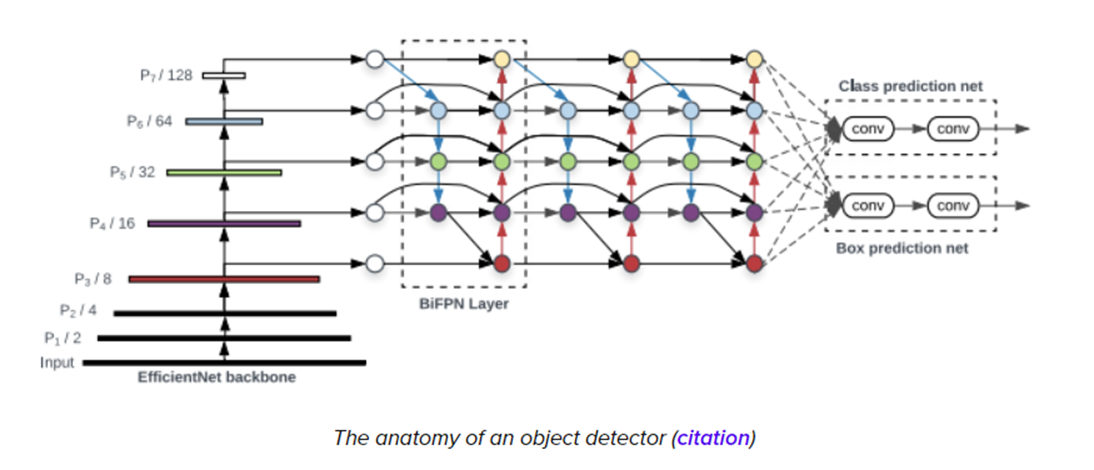 P7 / 128
P6 / 64
P5 / 32
P4 / 16
P3 / 8
P2 / 4
P1 / 2
Input
EfficientNet backbone
BiFPN Layer
Class prediction net
conv
conv
conv
conv
Box prediction net
The anatomy of an object detector (citation)